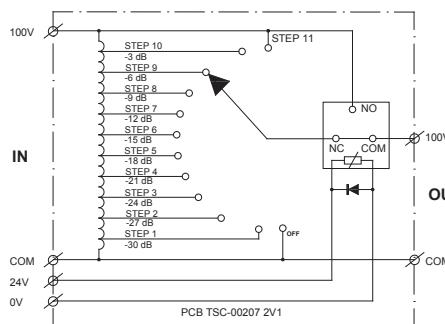 100V
STEP 10
-3 dB
STEP 11
STEP 9
-6 dB
STEP 8
-9 dB
STEP 7
-12 dB
STEP 6
-15 dB
STEP 5
-18 dB
STEP 4
-21 dB
STEP 3
-24 dB
STEP 2
-27 dB
STEP 1
-30 dB
OFF
NO
NC COM
100V
IN
OU
COM
24V
0V
COM
PCB TSC-00207 2V1